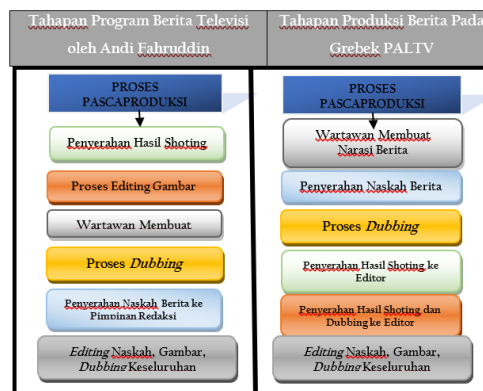 Tahapan Program Berita Televisi
oleh Andi Fahruddin
Tahapan Produksi Berita Pada
Grebek PALTV
PROSES
PASCAPRODUKSI
Penyerahan Hasil Shoting
Proses Editing Gambar
Wartawan Membuat
Proses Dubbing
Penyerahan Naskah Berita ke
Pimpinan Redaksi
Editing Naskah, Gambar,
Dubbing Keseluruhan
PROSES
PASCAPRODUKSI
Wartawan Membuat
Narasi Berita
Penyerahan Naskah Berita
Proses Dubbing
Penyerahan Hasil Shoting ke
Editor
Penyerahan Hasil Shoting dan
Dubbing ke Editor
Editing Naskah, Gambar,
Dubbing Keseluruhan